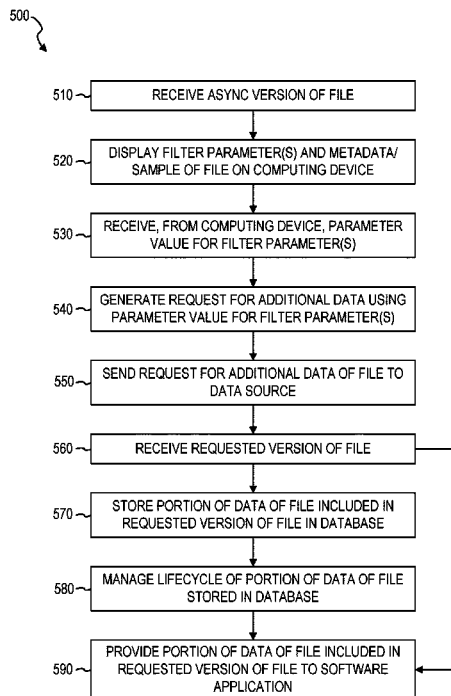 500
510 RECEIVE ASYNC VERSION OF FILE
520 DISPLAY FILTER PARAMETER(S) AND METADATA/
SAMPLE OF FILE ON COMPUTING DEVICE
530 RECEIVE, FROM COMPUTING DEVICE, PARAMETER
VALUE FOR FILTER PARAMETER(S)
540 GENERATE REQUEST FOR ADDITIONAL DATA USING
PARAMETER VALUE FOR FILTER PARAMETER(S)
550 SEND REQUEST FOR ADDITIONAL DATA OF FILE TO
DATA SOURCE
560 RECEIVE REQUESTED VERSION OF FILE
570 STORE PORTION OF DATA OF FILE INCLUDED IN
REQUESTED VERSION OF FILE IN DATABASE
580 MANAGE LIFECYCLE OF PORTION OF DATA OF FILE
STORED IN DATABASE
590 PROVIDE PORTION OF DATA OF FILE INCLUDED IN
REQUESTED VERSION OF FILE TO SOFTWARE
APPLICATION